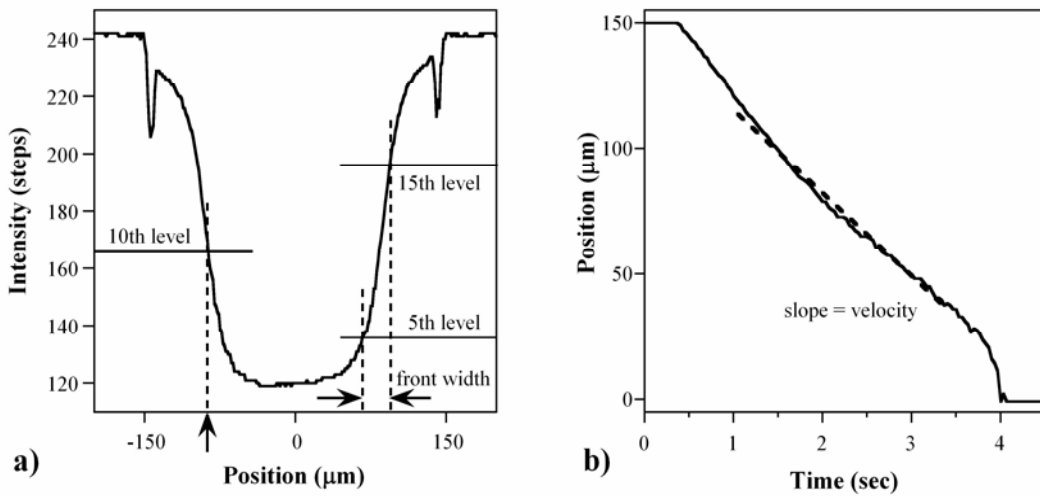 240
220
200
180
160
140
120
Intensity (steps)
10th level
15th level
5th level
front width
-150 0 150
Position (μm)
a)
150
100
50
0
Position (μm)
slope = velocity
0 1 2 3 4
Time (sec)
b)